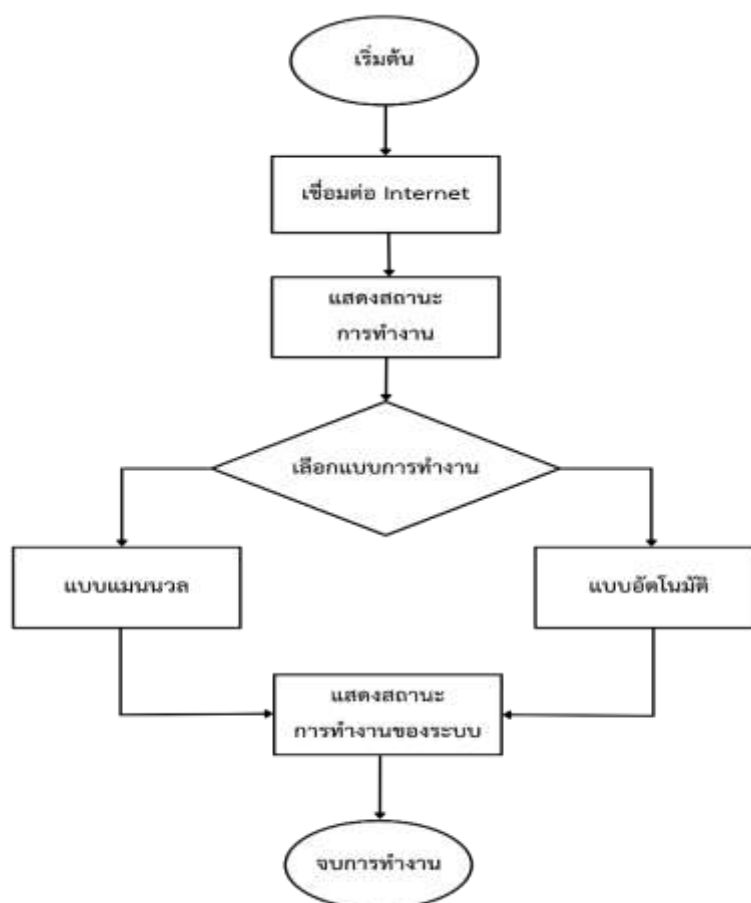 เริ่มต้น
เชื่อมต่อ Internet
แสดงสถานะ
การทำงาน
เลือกแบบการทำงาน
แบบแมนนวล
แบบอัตโนมัติ
แสดงสถานะ
การทำงานของระบบ
จบการทำงาน